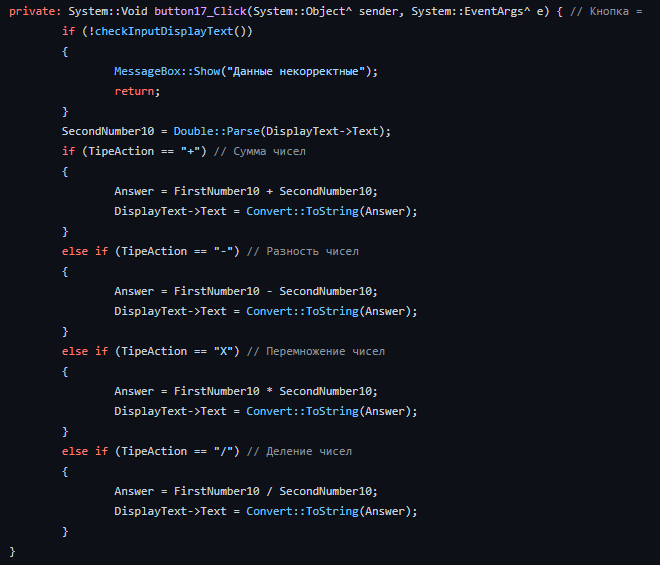 private: System::Void button17_Click(System::Object^ sender, System::EventArgs^ e) { // Кнопка =
if (!checkInputDisplayText())
{
MessageBox::Show("Данные некорректные");
return;
}
SecondNumber10 = Double::Parse(DisplayText->Text);
if (TipeAction == "+") // Сумма чисел
{
Answer = FirstNumber10 + SecondNumber10;
DisplayText->Text = Convert::ToString(Answer);
}
else if (TipeAction == "-") // Разность чисел
{
Answer = FirstNumber10 - SecondNumber10;
DisplayText->Text = Convert::ToString(Answer);
}
else if (TipeAction == "X") // Перемножение чисел
{
Answer = FirstNumber10 * SecondNumber10;
DisplayText->Text = Convert::ToString(Answer);
}
else if (TipeAction == "/") // Деление чисел
{
Answer = FirstNumber10 / SecondNumber10;
DisplayText->Text = Convert::ToString(Answer);
}
}